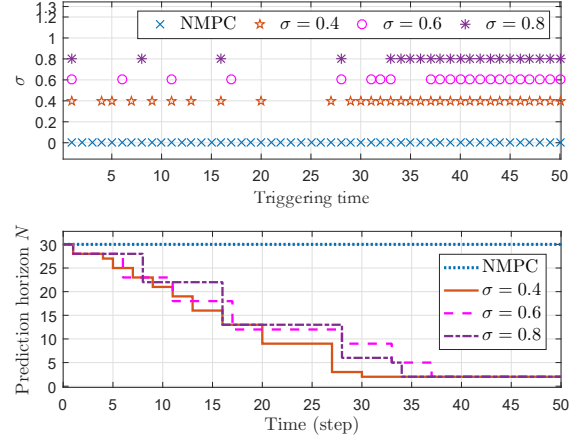 NMPC σ = 0.4 σ = 0.6 σ = 0.8
1.3
1.2
1
0.8
0.6
0.4
0.2
0
σ
5 10 15 20 25 30 35 40 45 50
Triggering time
30
25
20
15
10
5
0
Prediction horizon N
NMPC
σ = 0.4
σ = 0.6
σ = 0.8
0 5 10 15 20 25 30 35 40 45 50
Time (step)